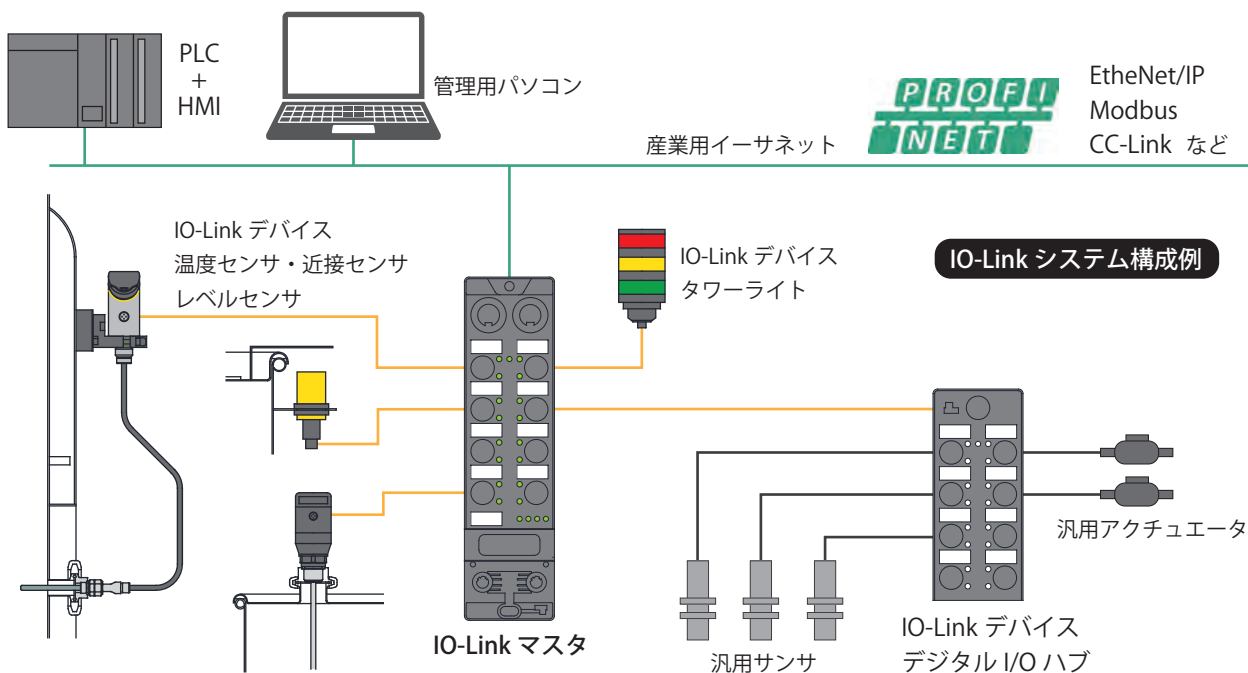 PLC
+
HMI
管理用パソコン
産業用イーサネット
PROFI
NET
EtheNet/IP
Modbus
CC-Link など
IO-Link デバイス
温度センサ・近接センサ
レベルセンサ
IO-Link デバイス
タワーライト
IO-Link システム構成例
IO-Link マスタ
汎用サンサ
汎用アクチュエータ
IO-Link デバイス
デジタル I/O ハブ